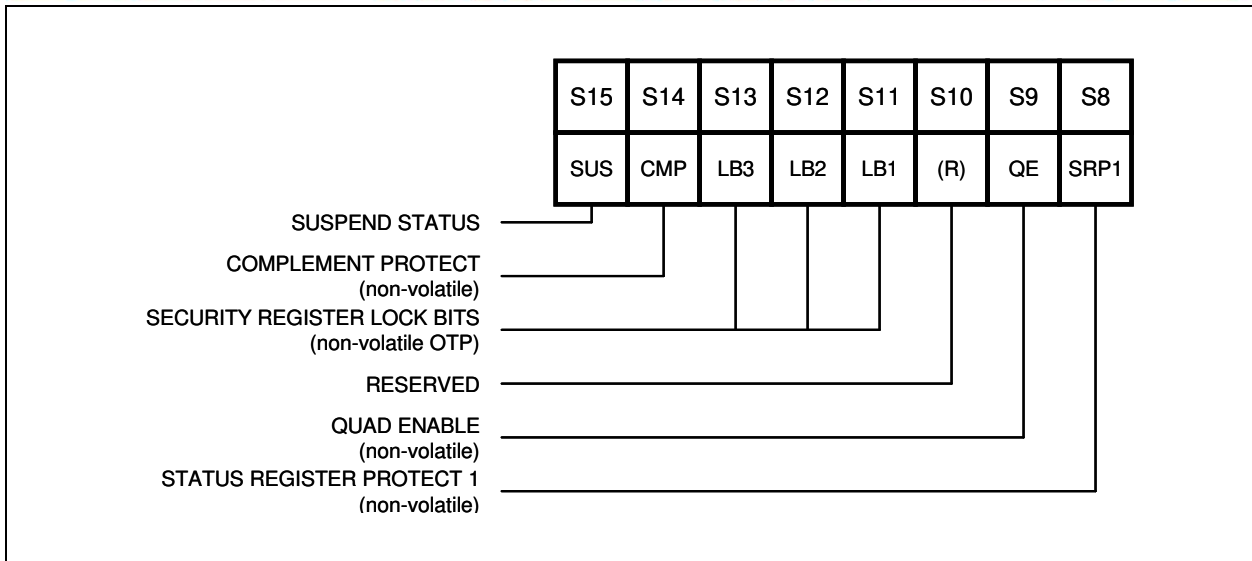 S15 S14 S13 S12 S11 S10 S9 S8
SUS CMP LB3 LB2 LB1 (R) QE SRP1
SUSPEND STATUS
COMPLEMENT PROTECT
(non-volatile)
SECURITY REGISTER LOCK BITS
(non-volatile OTP)
RESERVED
QUAD ENABLE
(non-volatile)
STATUS REGISTER PROTECT 1
(non-volatile)